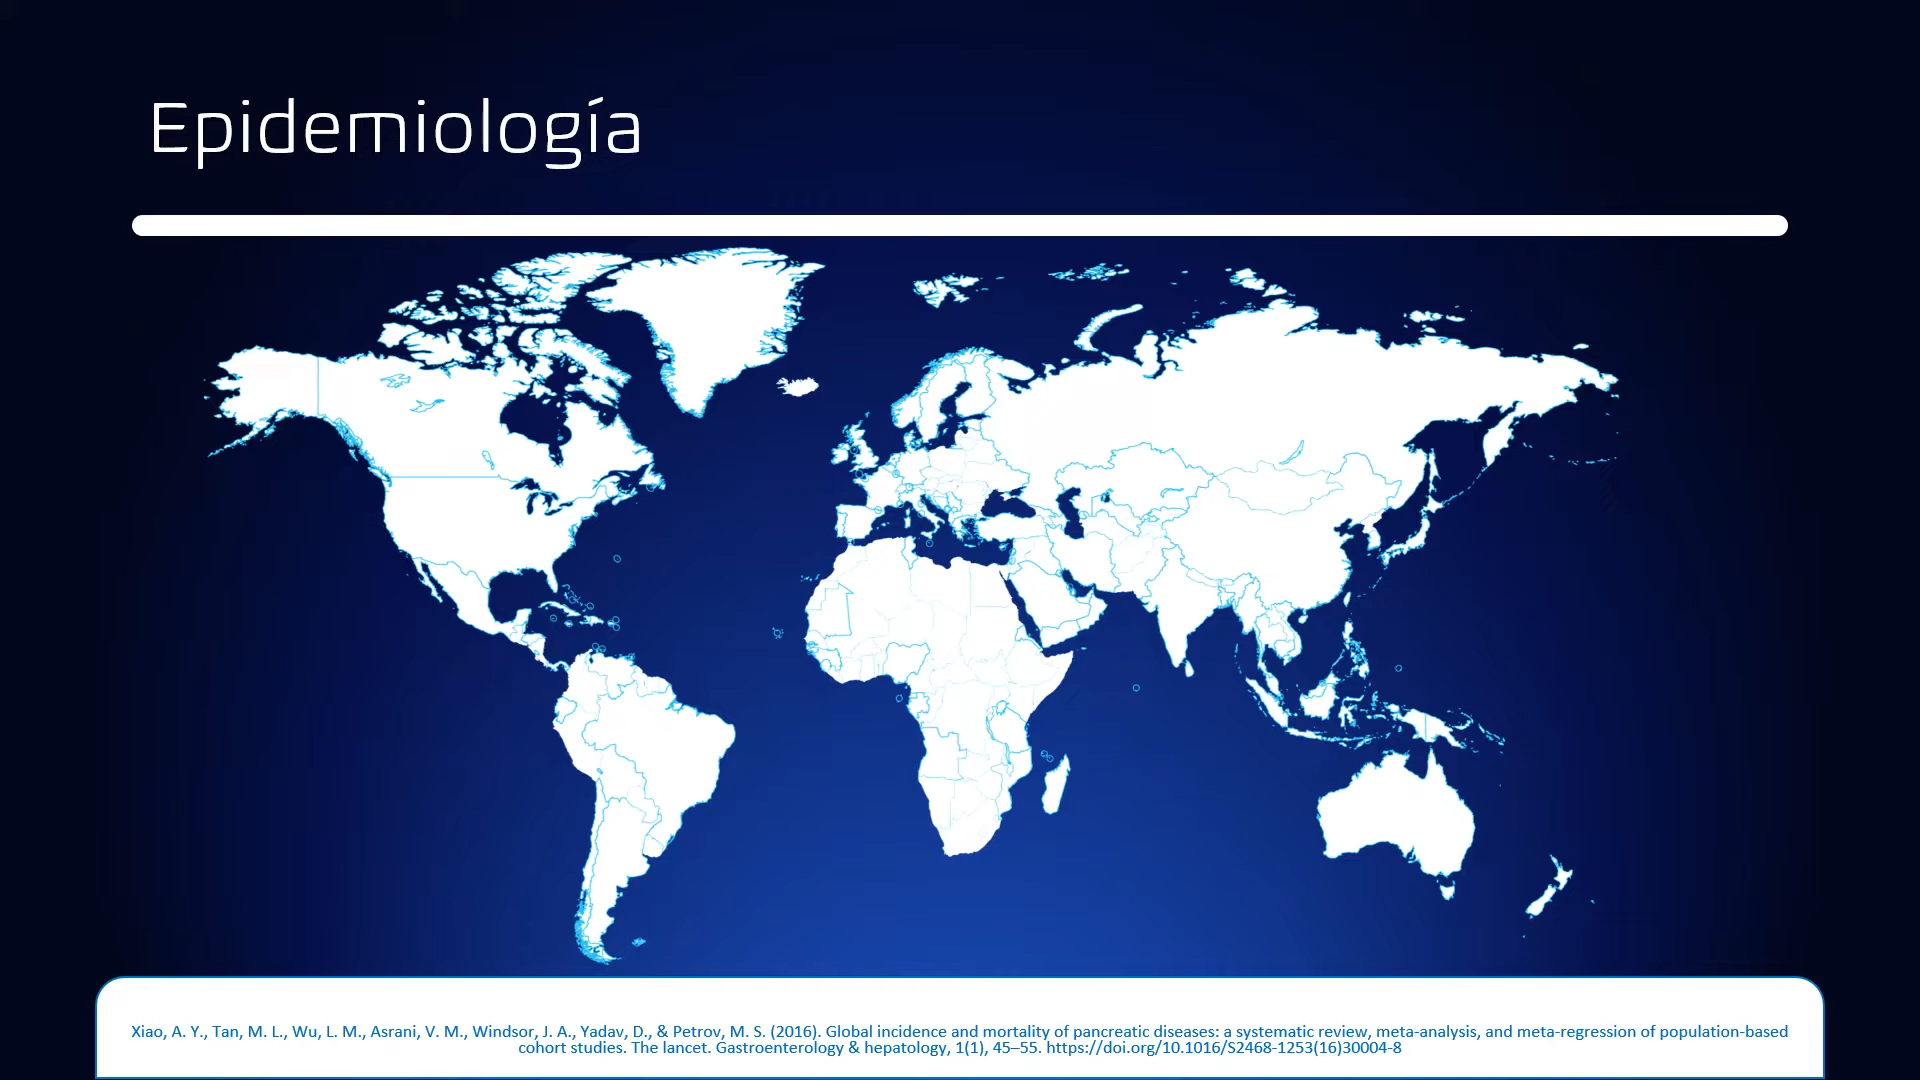 Epidemiología
Xiao, A. Y., Tan, M. L., Wu, L. M., Asrani, V. M., Windsor, J. A., Yadav, D., & Petrov, M. S. (2016). Global incidence and mortality of pancreatic diseases: a systematic review, meta-analysis, and meta-regression of population-based
cohort studies. The lancet. Gastroenterology & hepatology, 1(1), 45–55. https://doi.org/10.1016/S2468-1253(16)30004-8